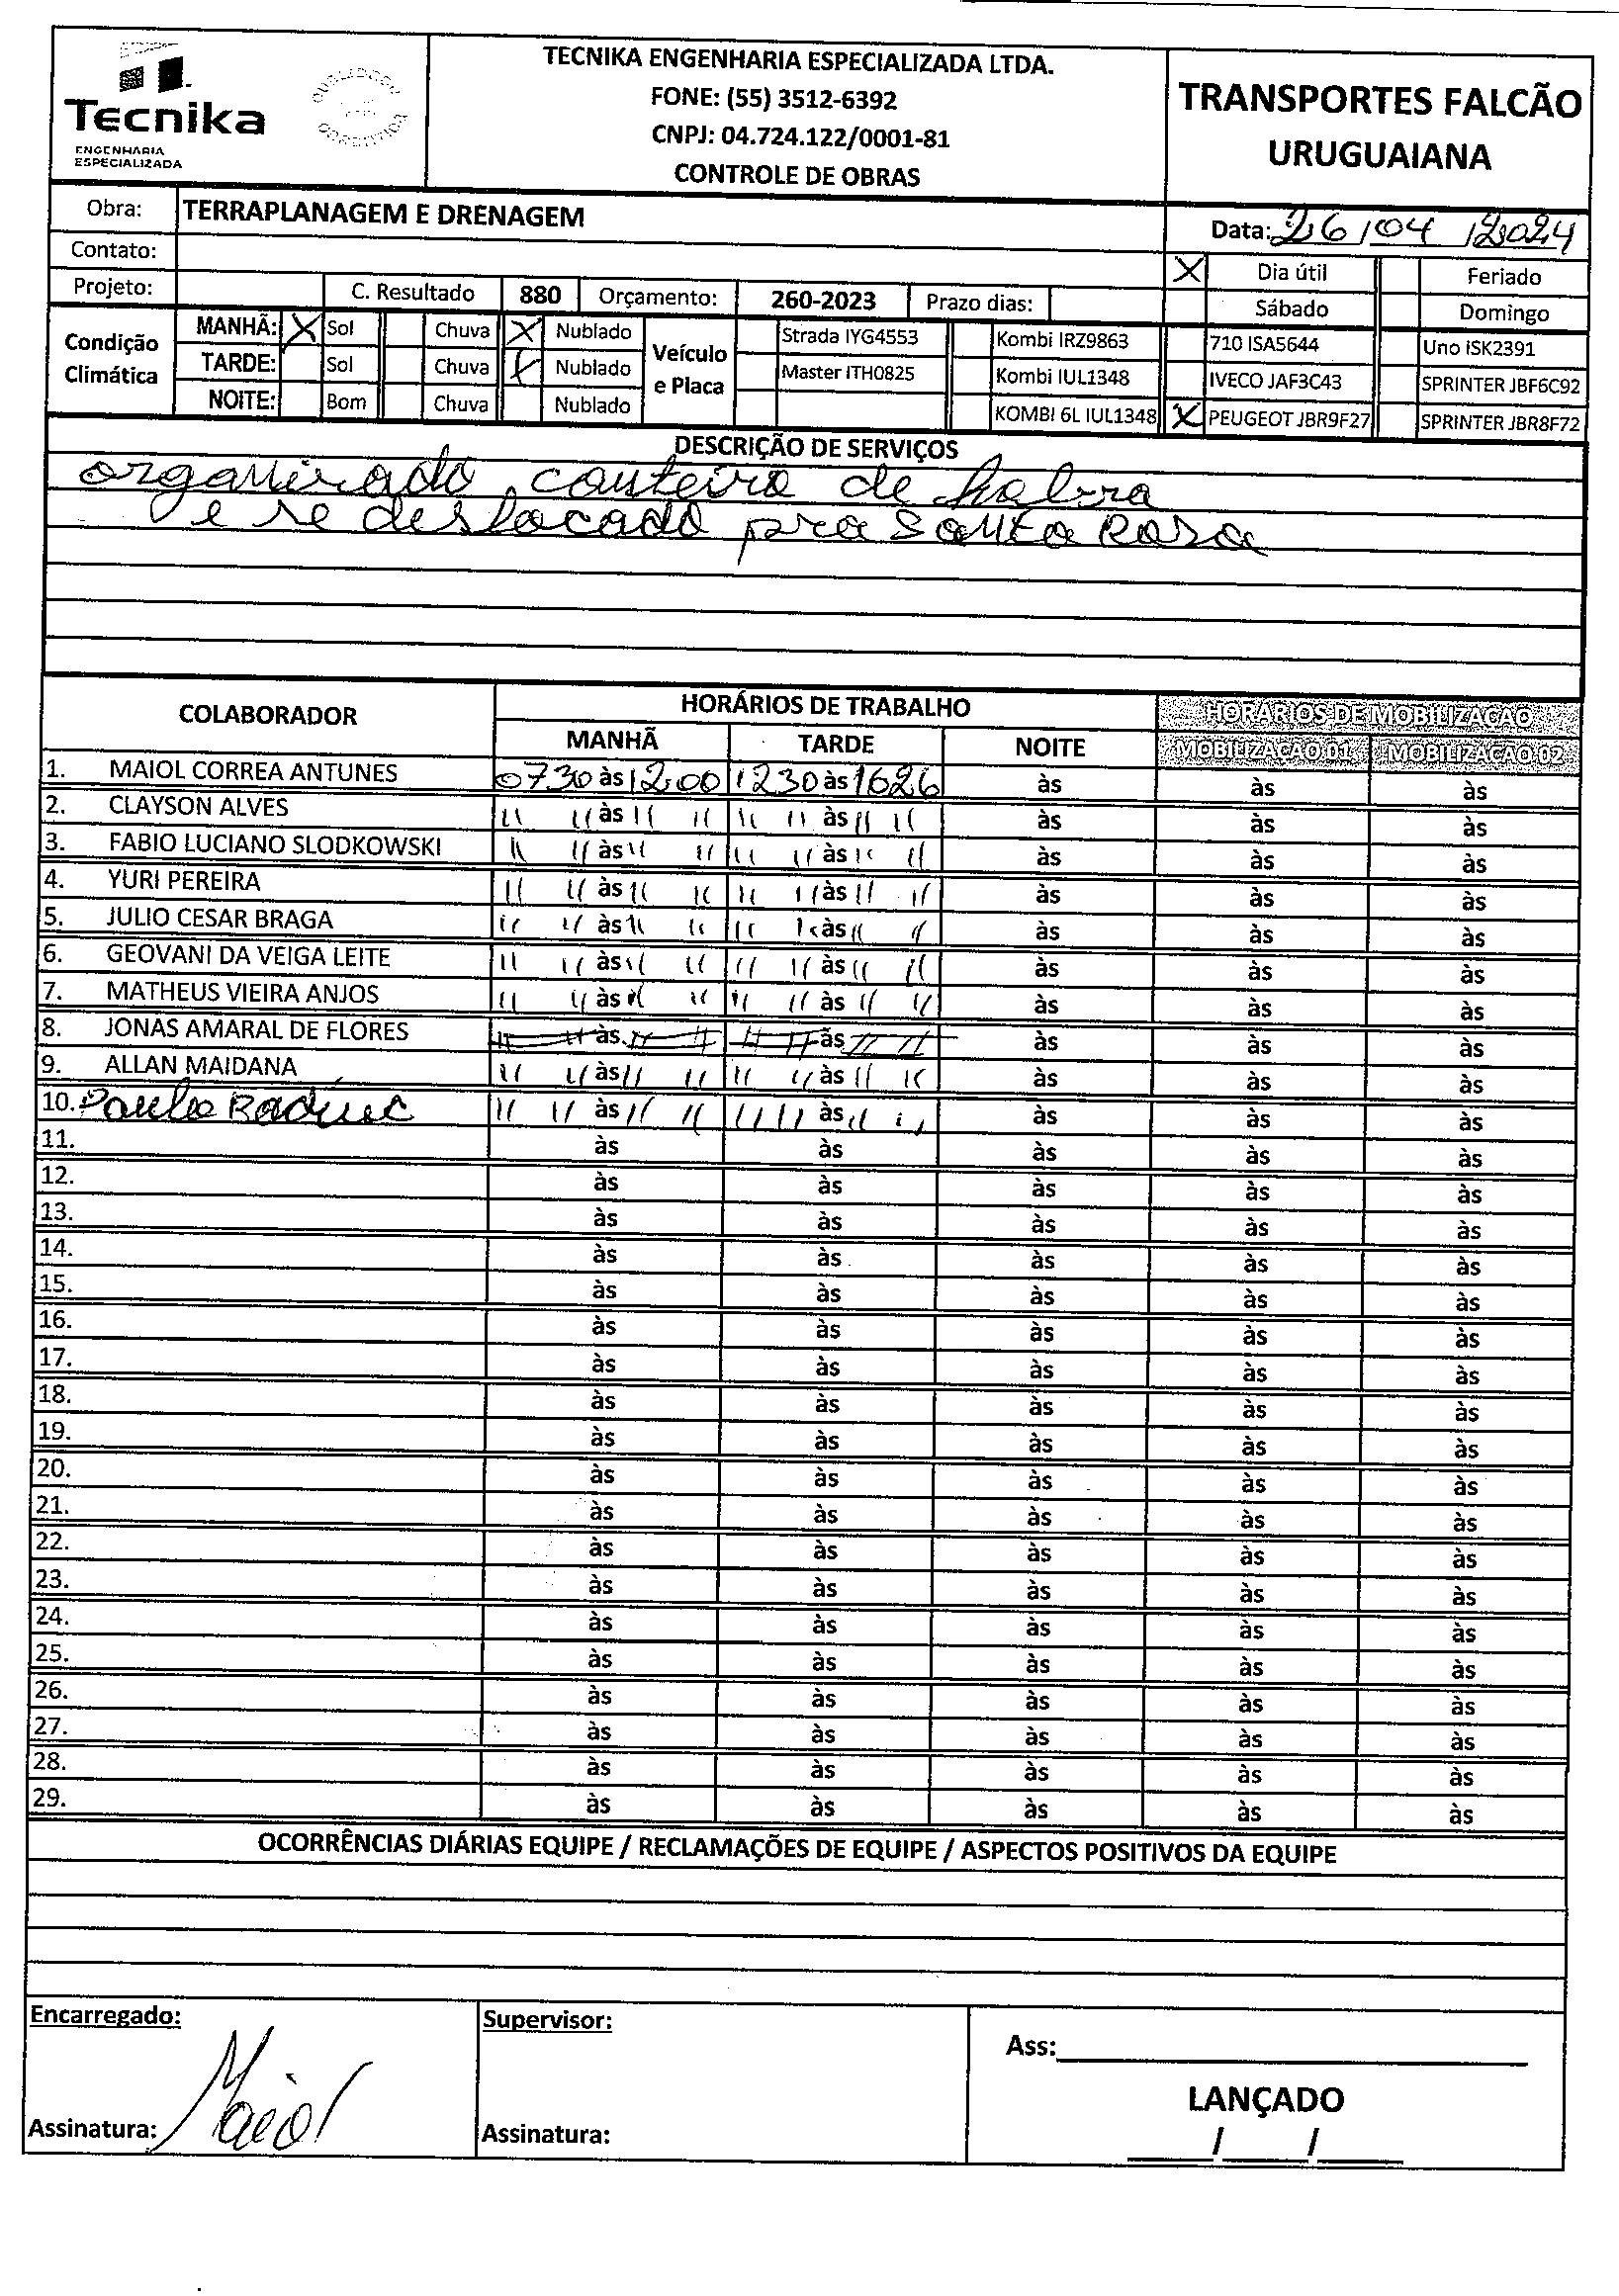 Tecnika
ENGENHARIA
ESPECIALIZADA
TECNIKA ENGENHARIA ESPECIALIZADA LTDA.
FONE: (55) 3512-6392
CNPJ: 04.724.122/0001-81
CONTROLE DE OBRAS
TRANSPORTES FALCÃO
URUGUAIANA
Obra: TERRAPLANAGEM E DRENAGEM
Data: 26/04/2024
Contato:
X Dia útil Feriado
Projeto: C. Resultado 880 Orçamento: 260-2023 Prazo dias:
Sábado Domingo
Condição Climática
MANHÃ: X Sol Chuva X Nublado
TARDE: Sol Chuva X Nublado
NOITE: Bom Chuva Nublado
Veículo e Placa
Strada IYG4553 Kombi IRZ9863 710 ISA5644 Uno ISK2391
Master ITH0825 Kombi IUL1348 IVECO JAF3C43 SPRINTER JBF6C92
KOMBI 6L IUL1348 X PEUGEOT JBR9F27 SPRINTER JBR8F72
DESCRIÇÃO DE SERVIÇOS
organizado canteiro de
e se deslocado pra Santa Rosa
COLABORADOR HORÁRIOS DE TRABALHO HORÁRIOS DE MOBILIZAÇÃO
MANHÃ TARDE NOITE MOBILIZAÇÃO 01 MOBILIZAÇÃO 02
1. MAIOL CORREA ANTUNES 0730 às 12:00 1230 às 1626 às às às
2. CLAYSON ALVES " " às " " " " às " " às às às
3. FABIO LUCIANO SLODKOWSKI " " às " " " " às " " às às às
4. YURI PEREIRA " " às " " " " às " " às às às
5. JULIO CESAR BRAGA " " às " " " " às " " às às às
6. GEOVANI DA VEIGA LEITE " " às " " " " às " " às às às
7. MATHEUS VIEIRA ANJOS " " às " " " " às " " às às às
8. JONAS AMARAL DE FLORES " " às " " " " às " " às às às
9. ALLAN MAIDANA " " às " " " " às " " às às às
10. Paulo " " às " " " " às " " às às às
11. às às às às às
12. às às às às às
13. às às às às às
14. às às às às às
15. às às às às às
16. às às às às às
17. às às às às às
18. às às às às às
19. às às às às às
20. às às às às às
21. às às às às às
22. às às às às às
23. às às às às às
24. às às às às às
25às às às às às
26às às às às às
27às às às às às
28às às às às às
29. às às às às às
OCORRÊNCIAS DIÁRIAS EQUIPE / RECLAMAÇÕES DE EQUIPE / ASPECTOS POSITIVOS DA EQUIPE
Encarregado: Supervisor:
Ass:
LANÇADO
Assinatura: Maiol Assinatura:
/ /